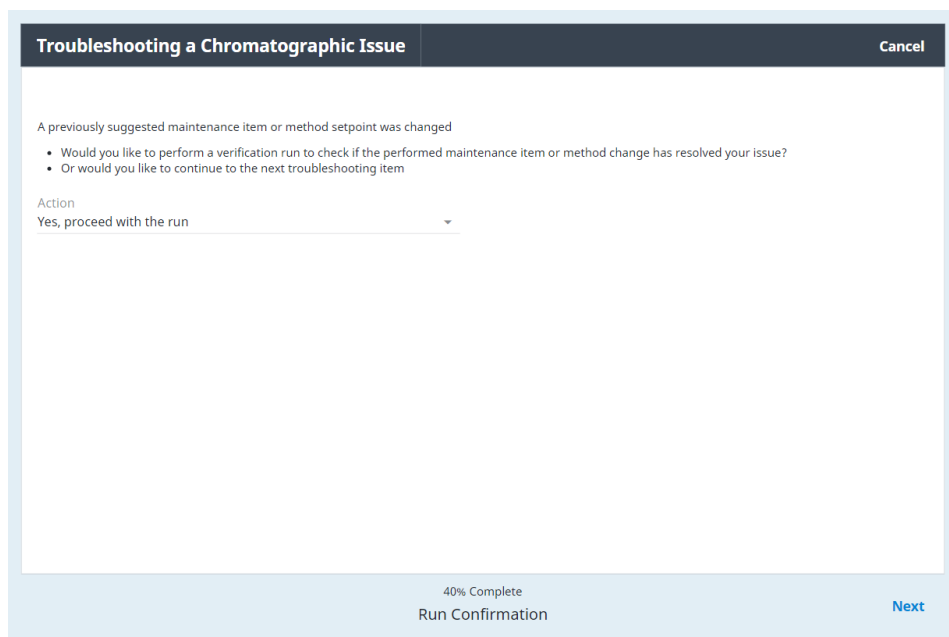 Troubleshooting a Chromatographic Issue
Cancel
A previously suggested maintenance item or method setpoint was changed
• Would you like to perform a verification run to check if the performed maintenance item or method change has resolved your issue?
• Or would you like to continue to the next troubleshooting item
Action
Yes, proceed with the run
40% Complete
Run Confirmation
Next